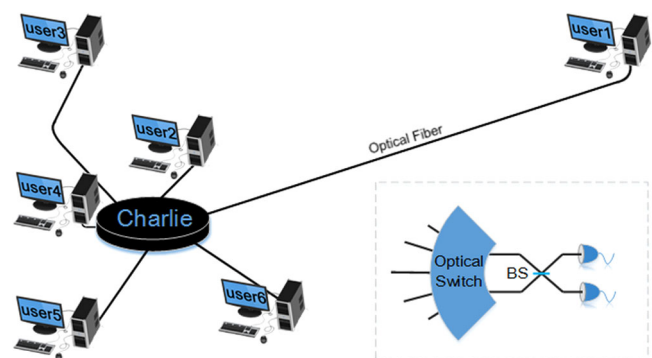 user3
user1
user2
Optical Fiber
user4
Charlie
Optical
Switch
BS
user6
user5